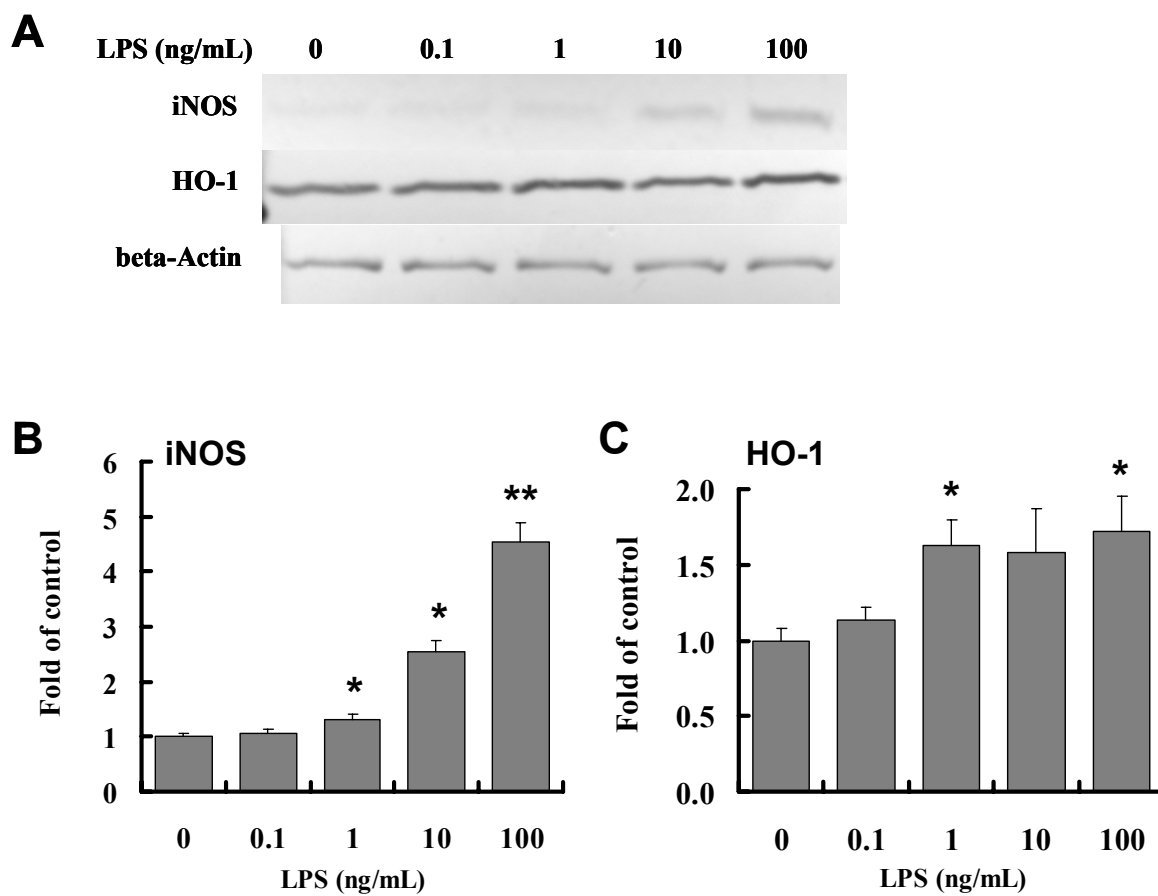 A
LPS (ng/mL) 0 0.1 1 10 100
iNOS
HO-1
beta-Actin
B
iNOS
6
5
4
3
2
1
0
Fold of control
*
*
**
0 0.1 1 10 100
LPS (ng/mL)
C
HO-1
2.0
1.5
1.0
0.5
0.0
Fold of control
*
*
0 0.1 1 10 100
LPS (ng/mL)